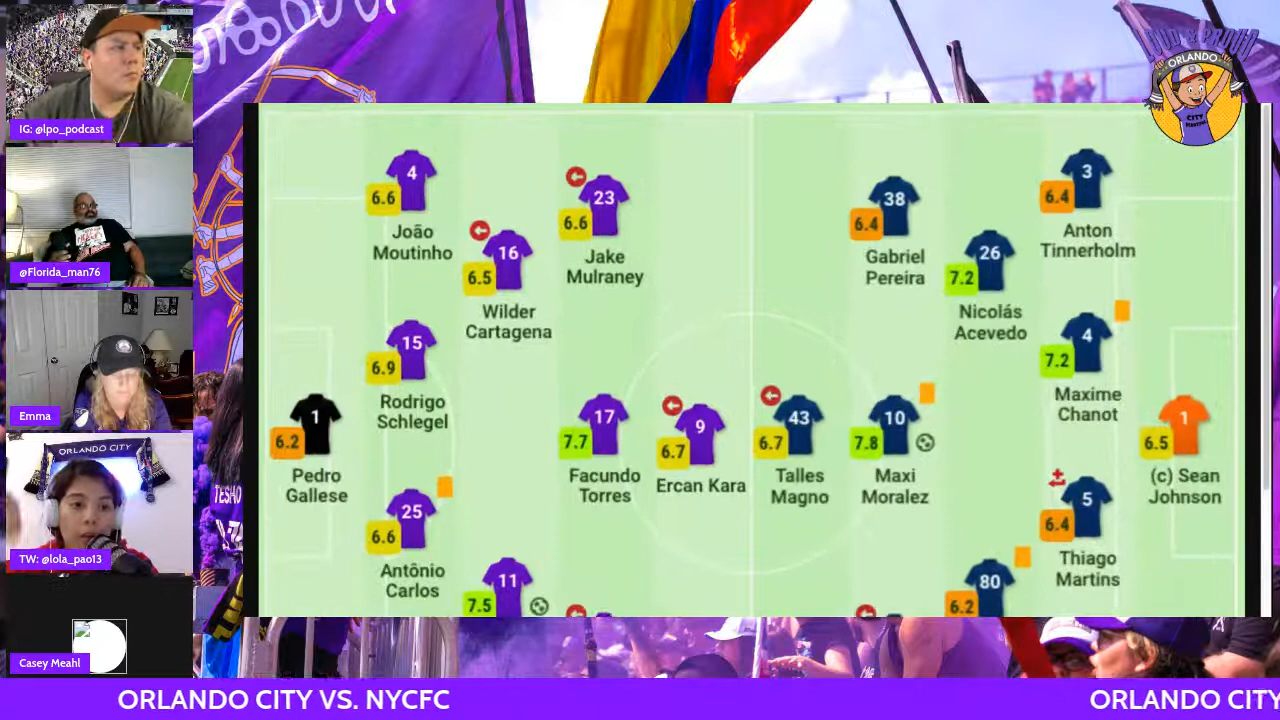 IG: @lpo_podcast
@Florida_man76
Emma
ORLANDO CITY
TW: @lola_pao13
Casey Meahl
ORLANDO
CITY
1
6.2
Pedro
Gallese
4
6.6
João
Moutinho
15
6.9
Rodrigo
Schlegel
25
6.6
Antônio
Carlos
16
6.5
Wilder
Cartagena
11
7.5
23
6.6
Jake
Mulraney
17
7.7
Facundo
Torres
9
6.7
Ercan Kara
43
6.7
Talles
Magno
38
6.4
Gabriel
Pereira
10
7.8
Maxi
Moralez
26
7.2
Nicolás
Acevedo
80
6.2
3
6.4
Anton
Tinnerholm
4
7.2
Maxime
Chanot
5
6.4
Thiago
Martins
1
6.5
(c) Sean
Johnson
ORLANDO CITY VS. NYCFC
ORLANDO CITY